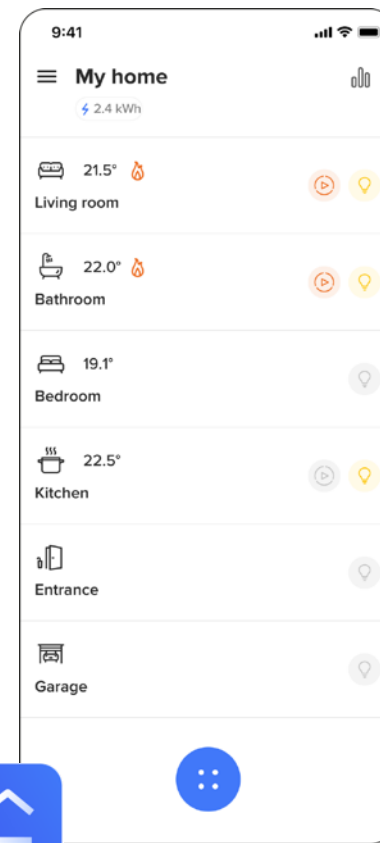 9:41
My home
2.4 kWh
21.5°
Living room
22.0°
Bathroom
19.1°
Bedroom
22.5°
Kitchen
Entrance
Garage